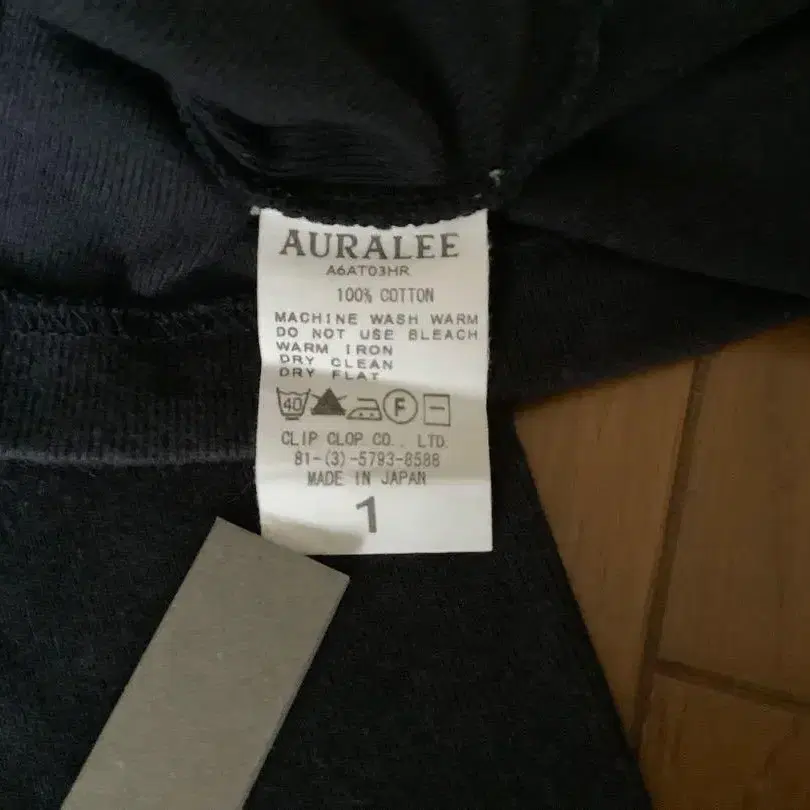 AURALEE
A6AT03HR
100% COTTON
MACHINE WASH WARM
DO NOT USE BLEACH
WARM IRON
DRY CLEAN
DRY FLAT
40 F
CLIP CLOP CO., LTD.
81-(3)-5793-8588
MADE IN JAPAN
1